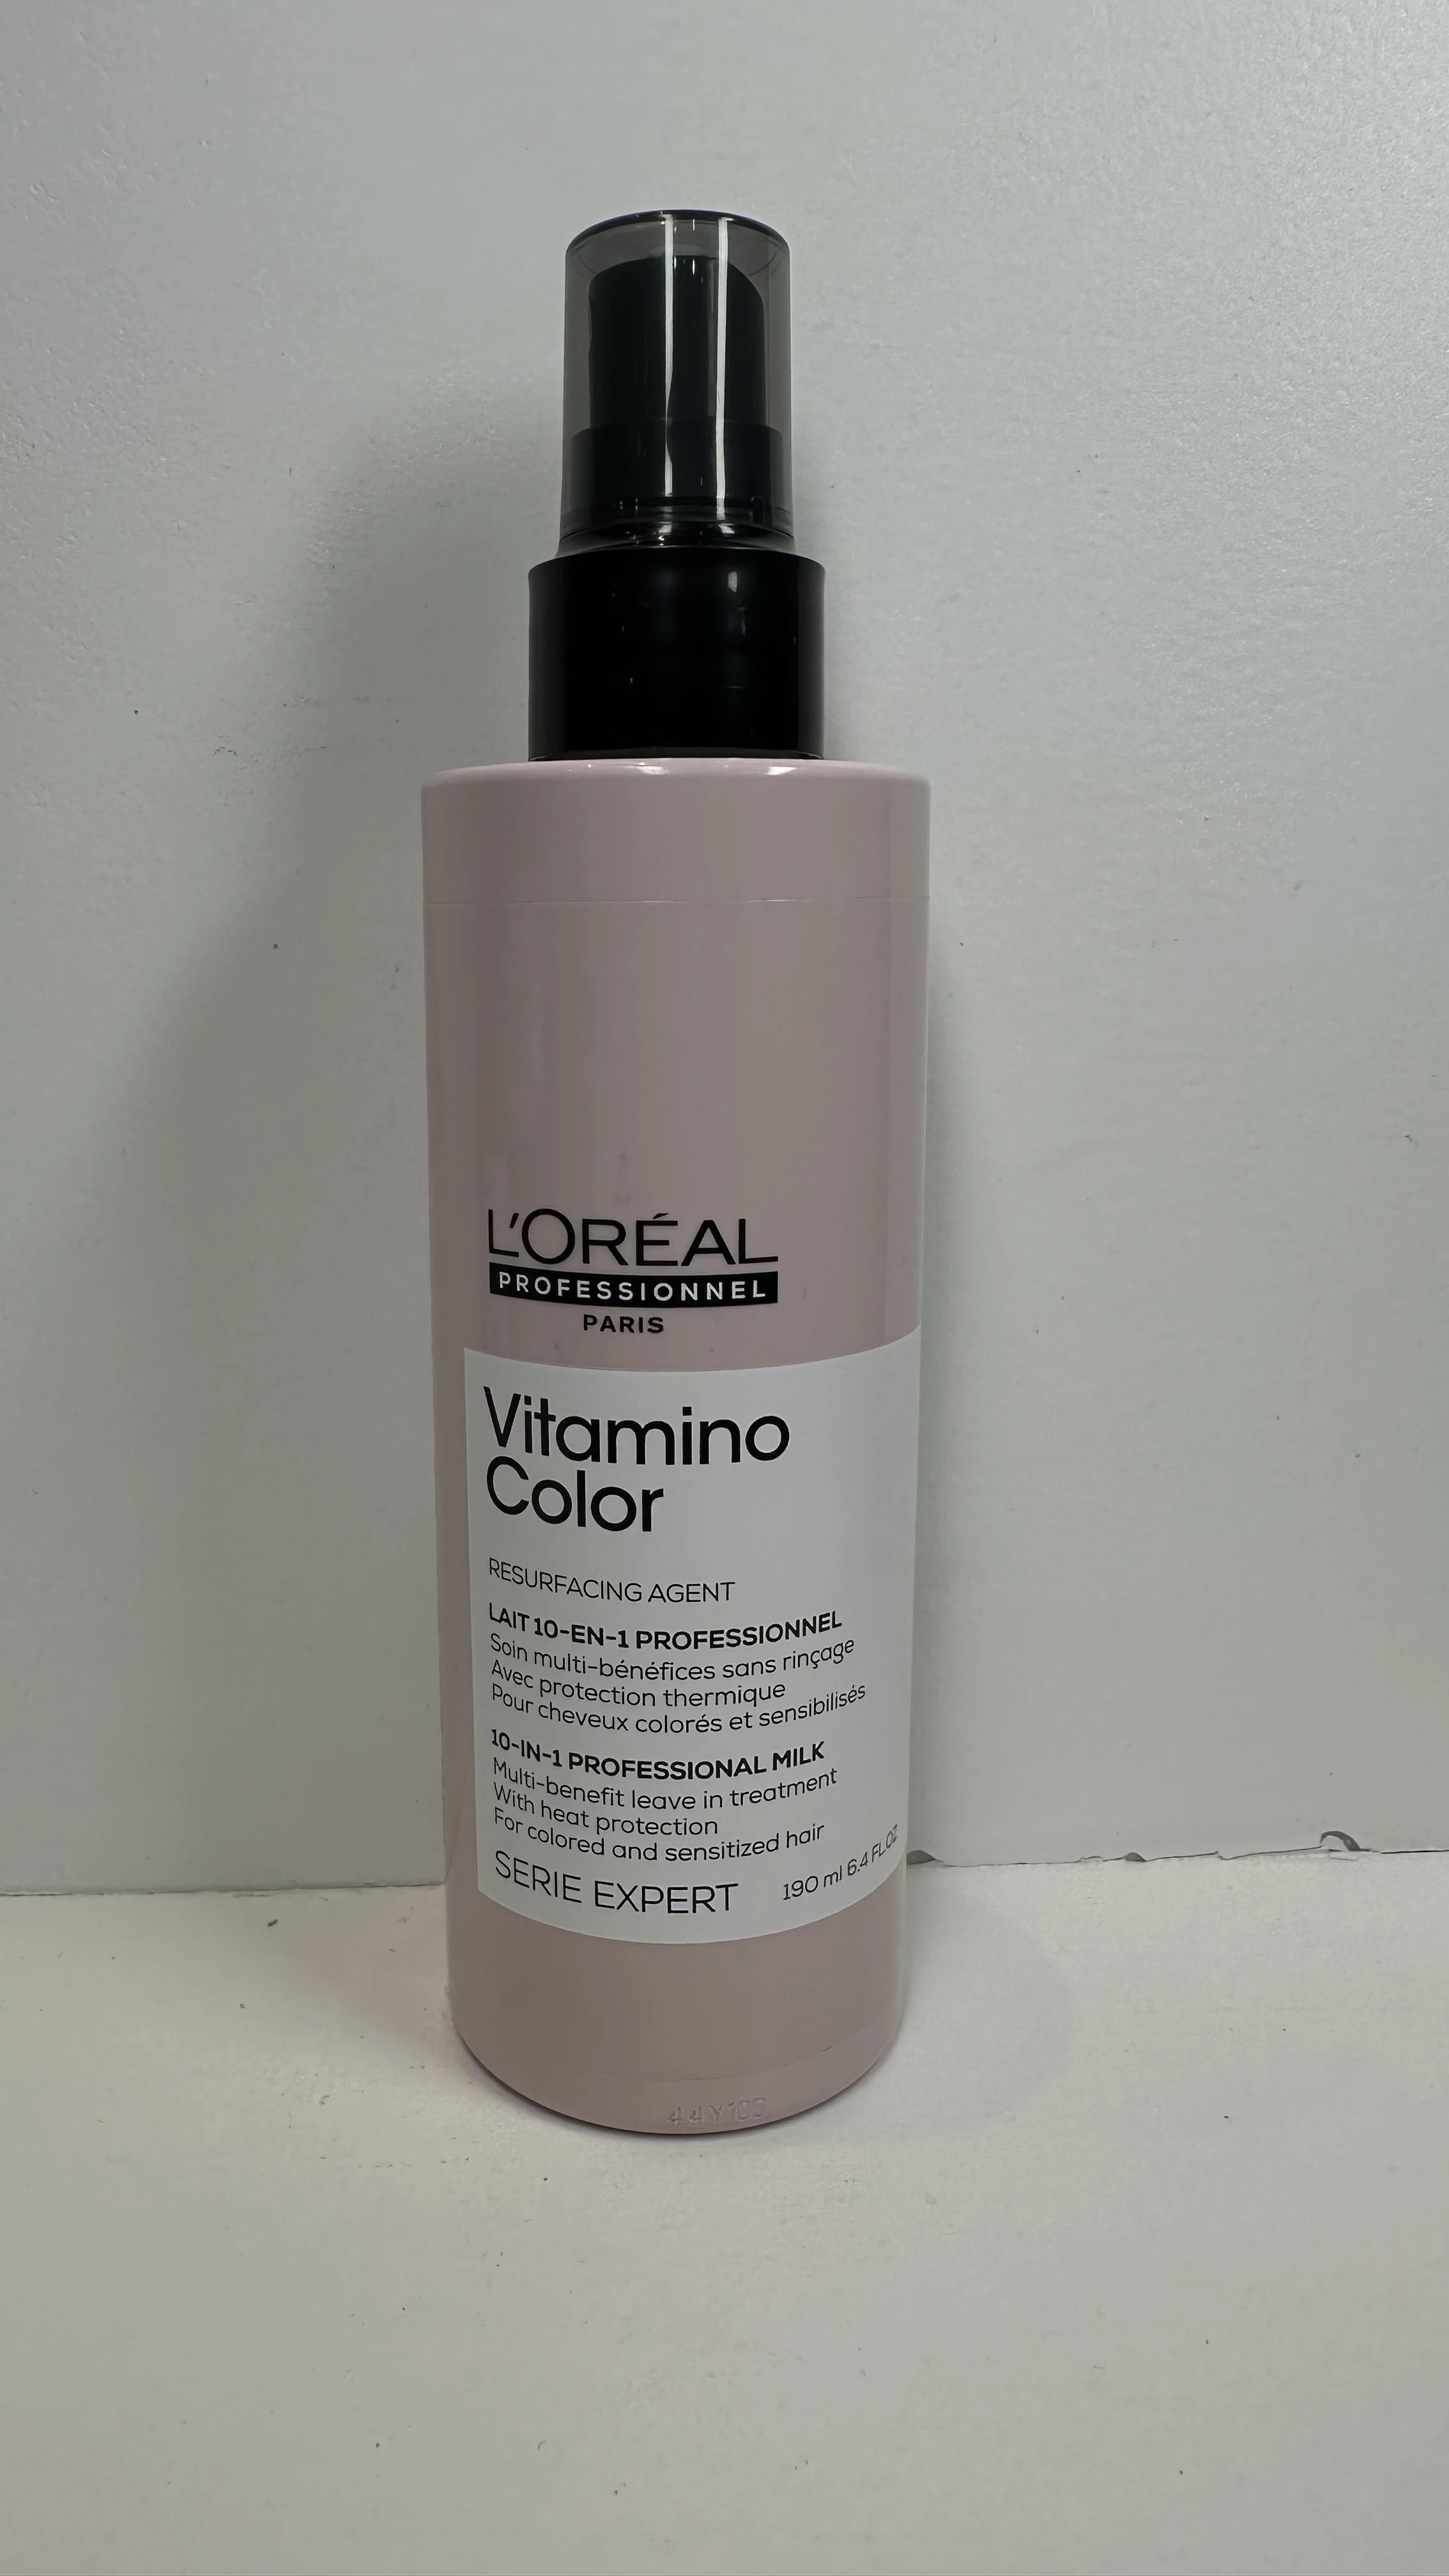 L'ORÉAL
PROFESSIONNEL
PARIS
Vitamino
Color
RESURFACING AGENT
LAIT 10-EN-1 PROFESSIONNEL
Soin multi-bénéfices sans rinçage
Avec protection thermique
Pour cheveux colorés et sensibilisés
10-IN-1 PROFESSIONAL MILK
Multi-benefit leave in treatment
With heat protection
For colored and sensitized hair
SERIE EXPERT
190 ml 6.4 FL.OZ